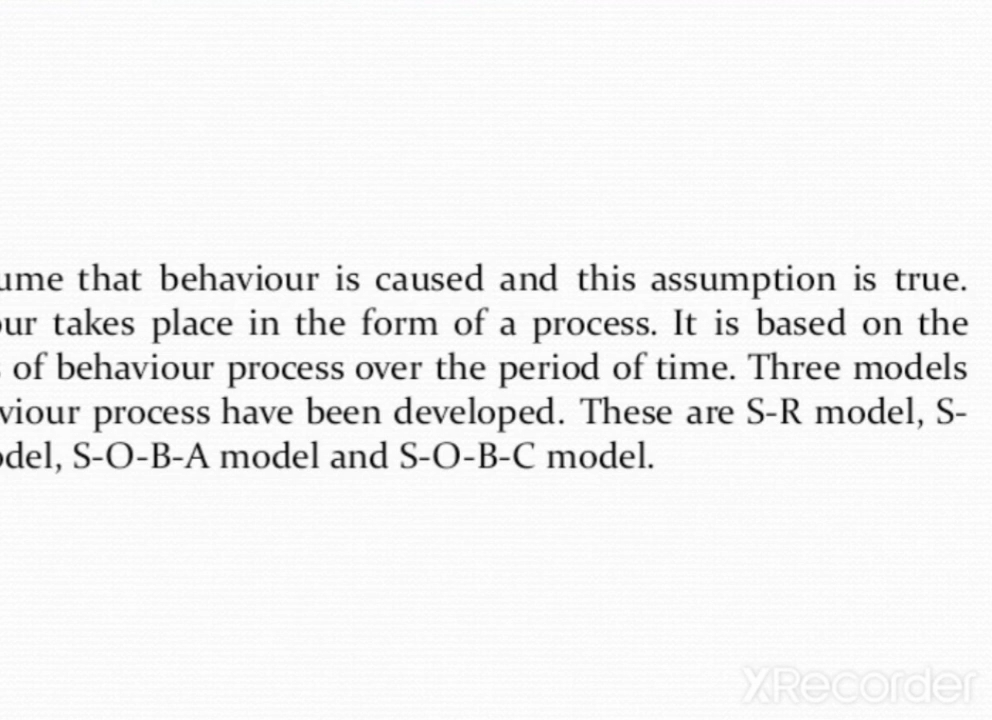 ume that behaviour is caused and this assumption is true.
our takes place in the form of a process. It is based on the
of behaviour process over the period of time. Three models
viour process have been developed. These are S-R model, S-
odel, S-O-B-A model and S-O-B-C model.
XRecorder